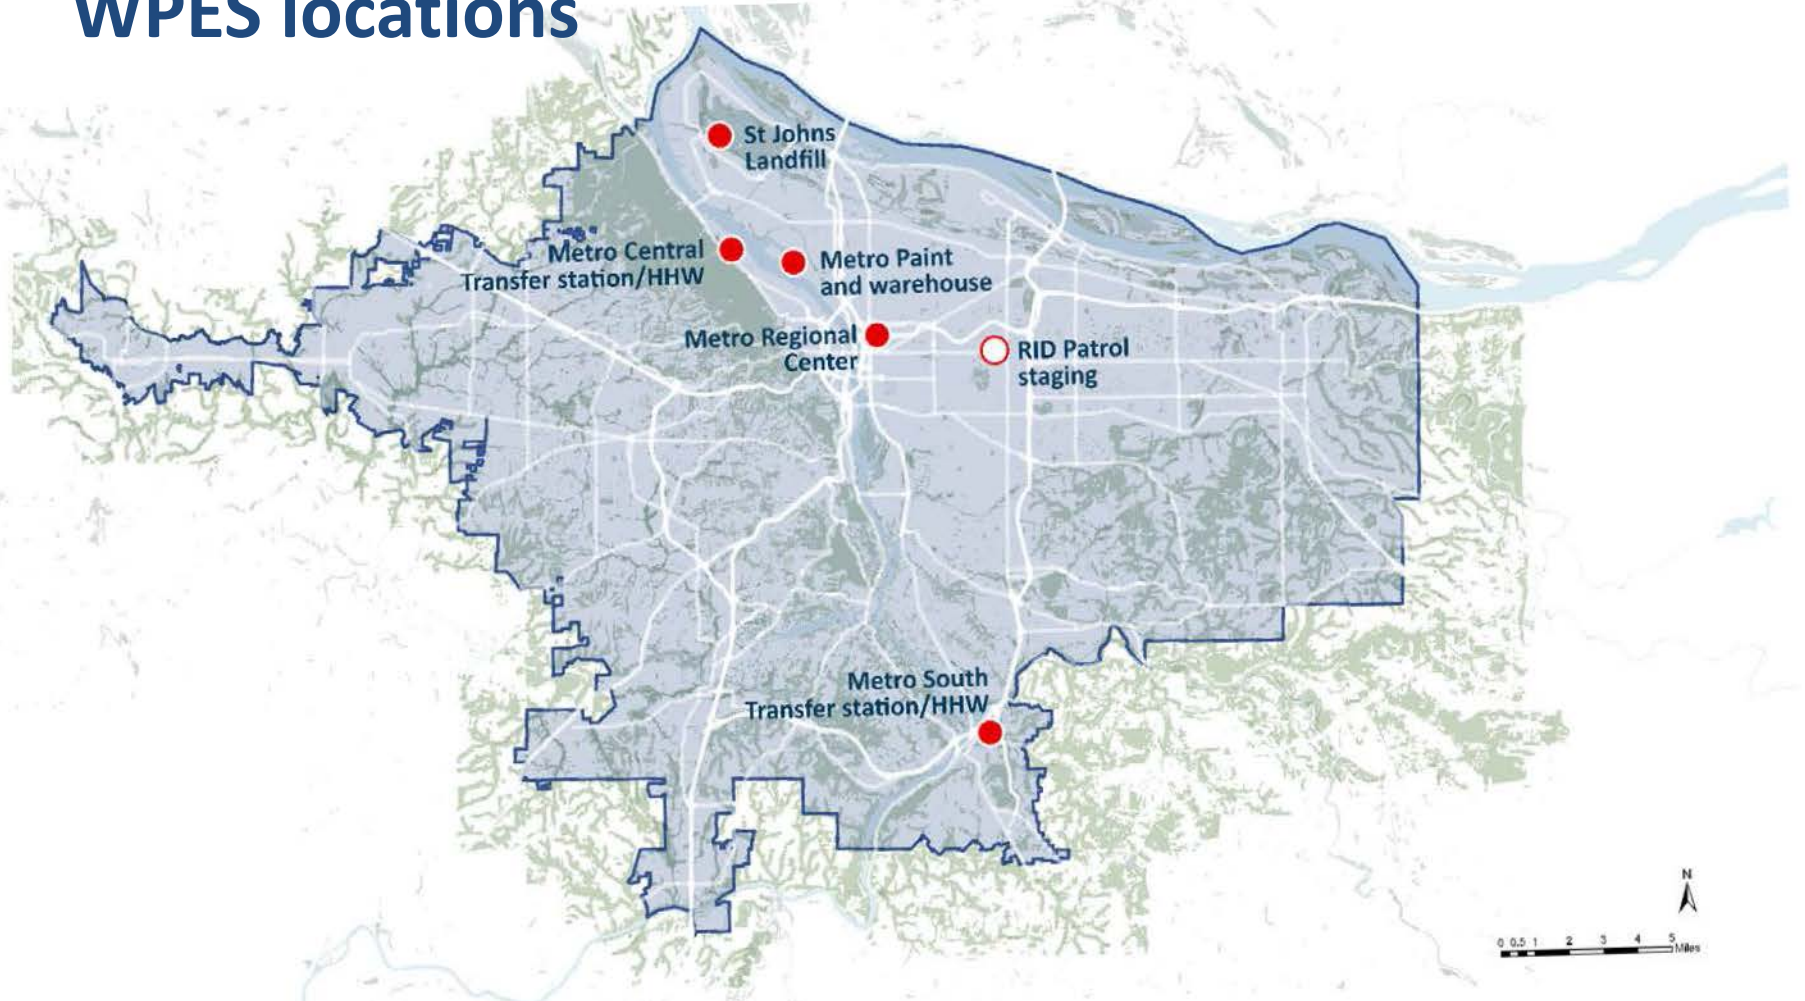 WPES locations
St Johns
Landfill
Metro Central
Transfer station/HHW
Metro Paint
and warehouse
Metro Regional
Center
RID Patrol
staging
Metro South
Transfer station/HHW
N
0 0.5 1 2 3 4 5
Miles